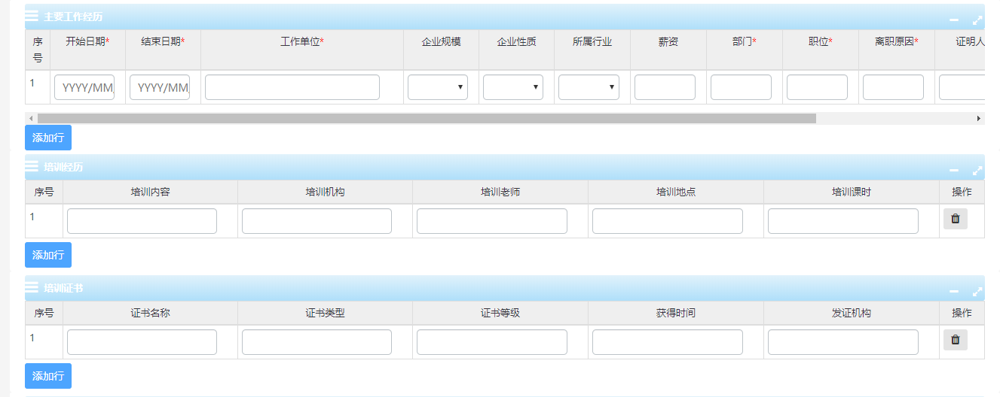 主要工作经历
序号 开始日期* 结束日期* 工作单位* 企业规模 企业性质 所属行业 薪资 部门* 职位* 离职原因* 证明人
1 YYYY/MM YYYY/MM
添加行
培训经历
序号 培训内容 培训机构 培训老师 培训地点 培训课时 操作
1
添加行
培训证书
序号 证书名称 证书类型 证书等级 获得时间 发证机构 操作
1
添加行